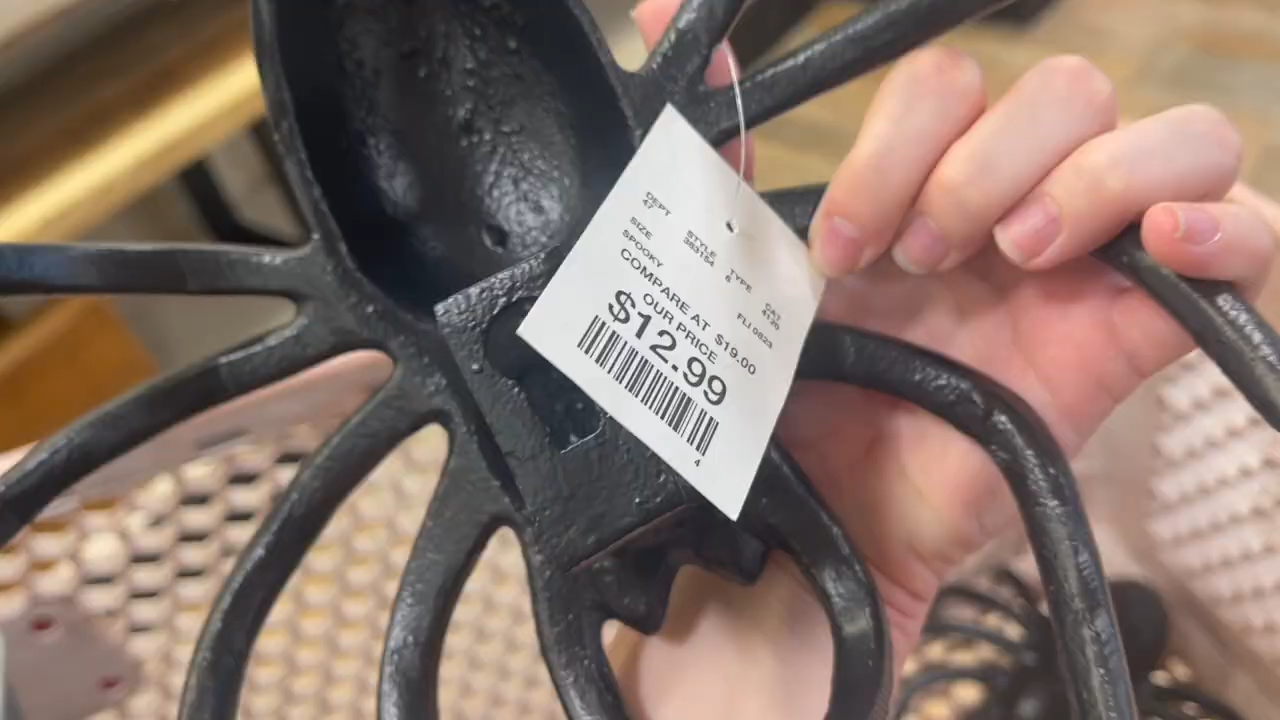 DEPT STYLE TYPE CAT
47 383154 6 4120
SIZE FLI 0823
SPOOKY
COMPARE AT $19.00
OUR PRICE
$12.99
4